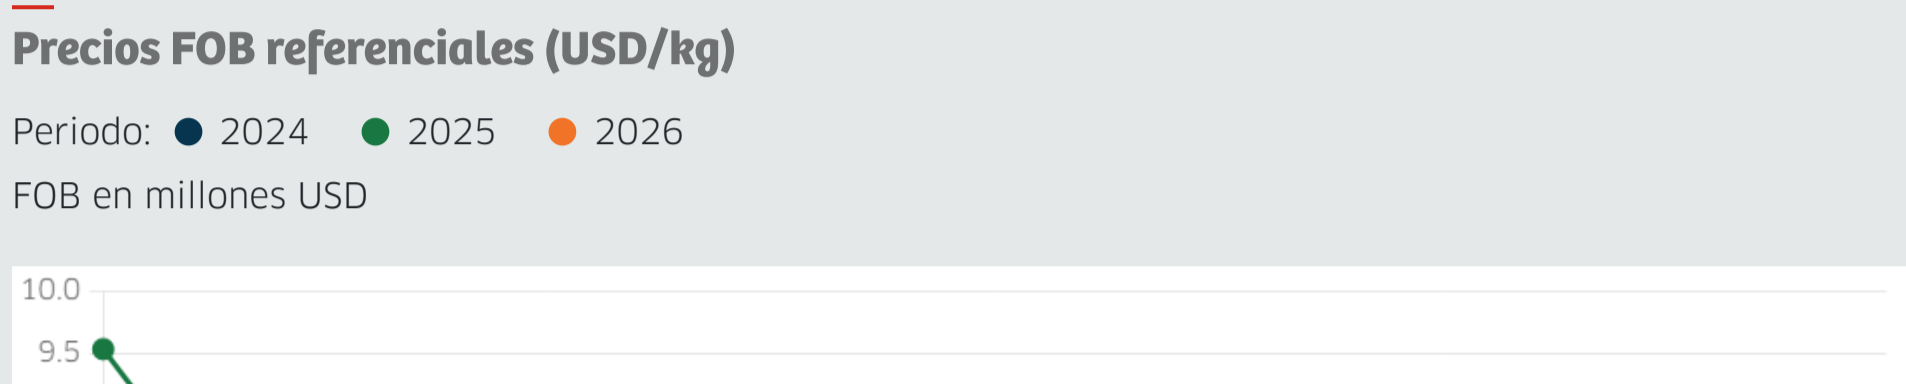 Precios FOB referenciales (USD/kg)
Periodo: 2024 2025 2026
FOB en millones USD
10.0
9.5